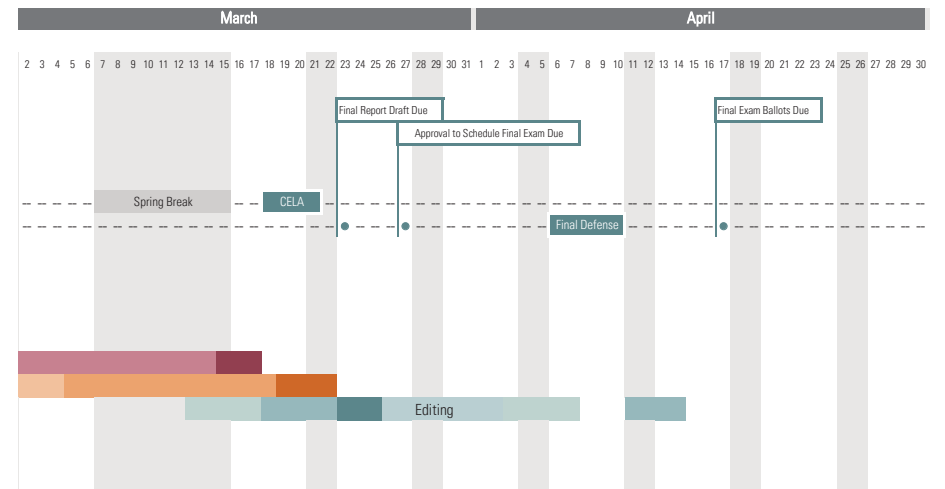 March April
2 3 4 5 6 7 8 9 10 11 12 13 14 15 16 17 18 19 20 21 22 23 24 25 26 27 28 29 30 31 1 2 3 4 5 6 7 8 9 10 11 12 13 14 15 16 17 18 19 20 21 22 23 24 25 26 27 28 29 30
Final Report Draft Due Final Exam Ballots Due
Approval to Schedule Final Exam Due
Spring Break CELA
Final Defense
Editing